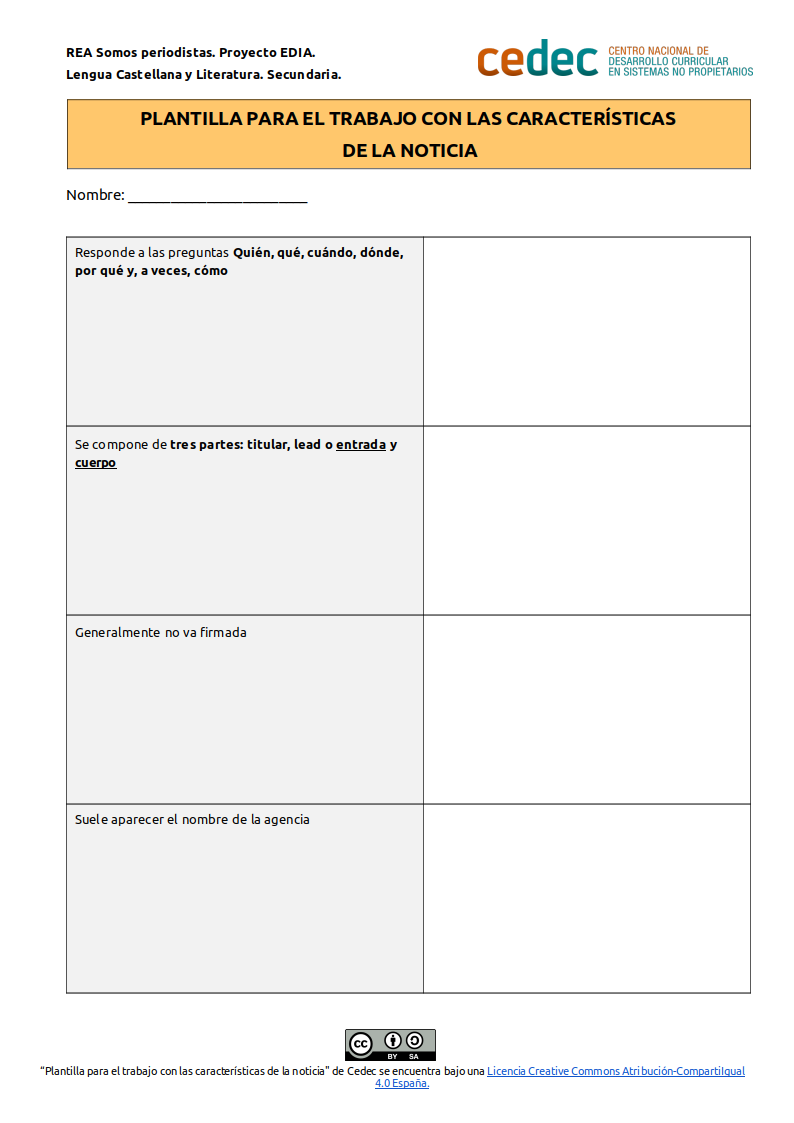 REA Somos periodistas. Proyecto EDIA.
Lengua Castellana y Literatura. Secundaria.
cedec
CENTRO NACIONAL DE
DESARROLLO CURRICULAR
EN SISTEMAS NO PROPIETARIOS
PLANTILLA PARA EL TRABAJO CON LAS CARACTERÍSTICAS
DE LA NOTICIA
Nombre: _________________________
Responde a las preguntas Quién, qué, cuándo, dónde,
por qué y, a veces, cómo
Se compone de tres partes: titular, lead o entrada y
cuerpo
Generalmente no va firmada
Suele aparecer el nombre de la agencia
cc
BY SA
"Plantilla para el trabajo con las características de la noticia" de Cedec se encuentra bajo una Licencia Creative Commons Atribución-CompartiIgual
4.0 España.